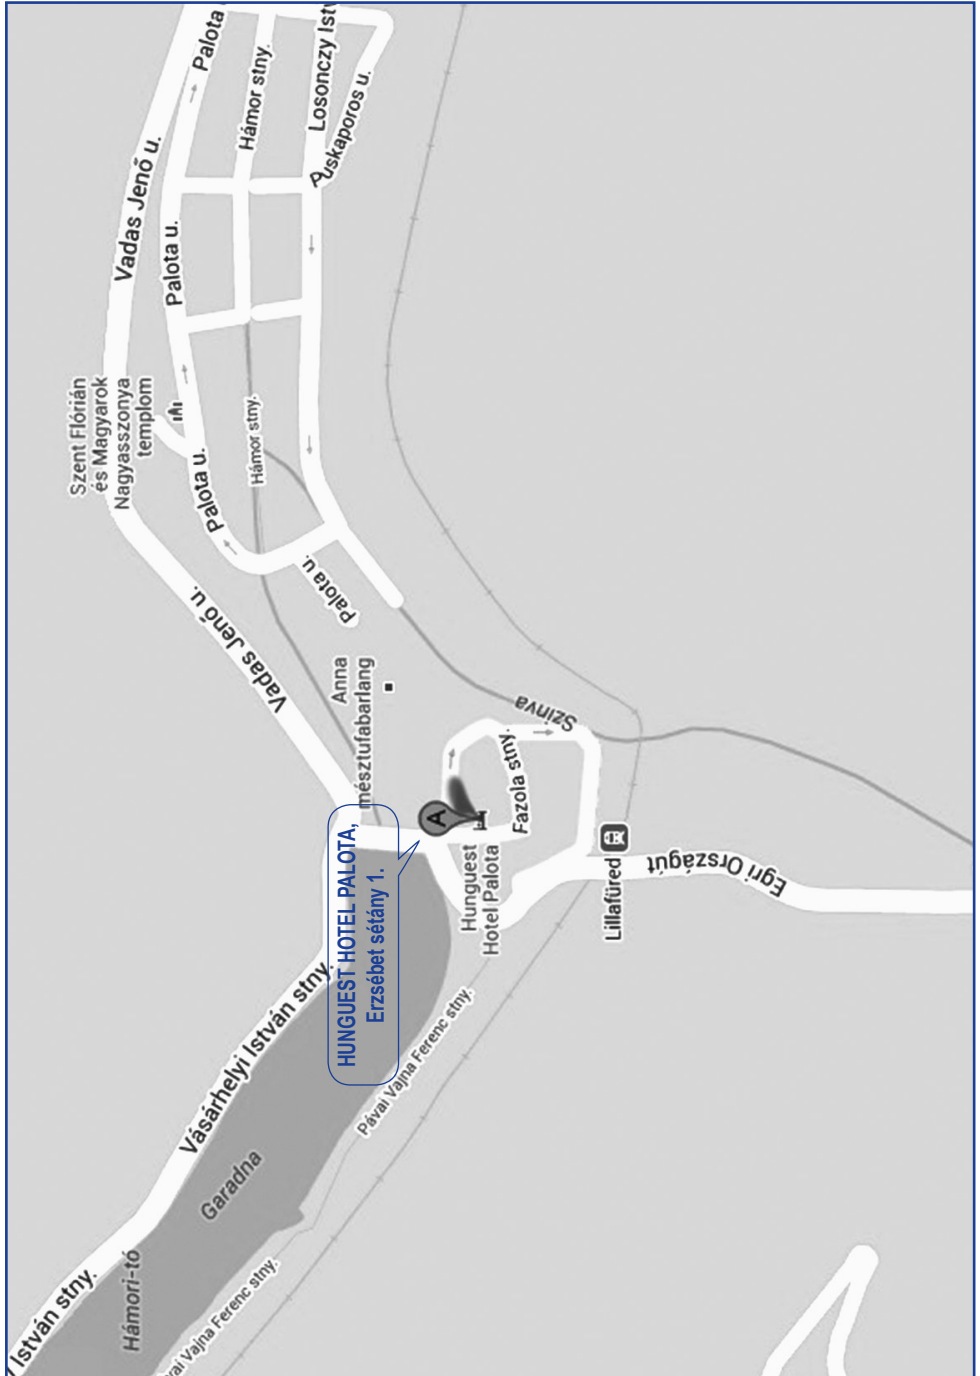 István stny.
Hámori-tó
vai Vajna Ferenc stny.
Garadna
Vásárhelyi István stny.
Pávai Vajna Ferenc stny.
HUNGUEST HOTEL PALOTA,
Erzsébet sétány 1.
A
Hunguest
Hotel Palota
Lillafüred
Egri Országút
Fazola stny.
Szinva
Anna
mésztufabarlang
Vadas Jenő u.
Palota u.
Palota u.
Hámor stny.
Szent Flórián
és Magyarok
Nagyasszonya
templom
Palota u.
Vadas Jenő u.
Hámor stny.
Puskaporos u.
Losonczy Ist
Palota